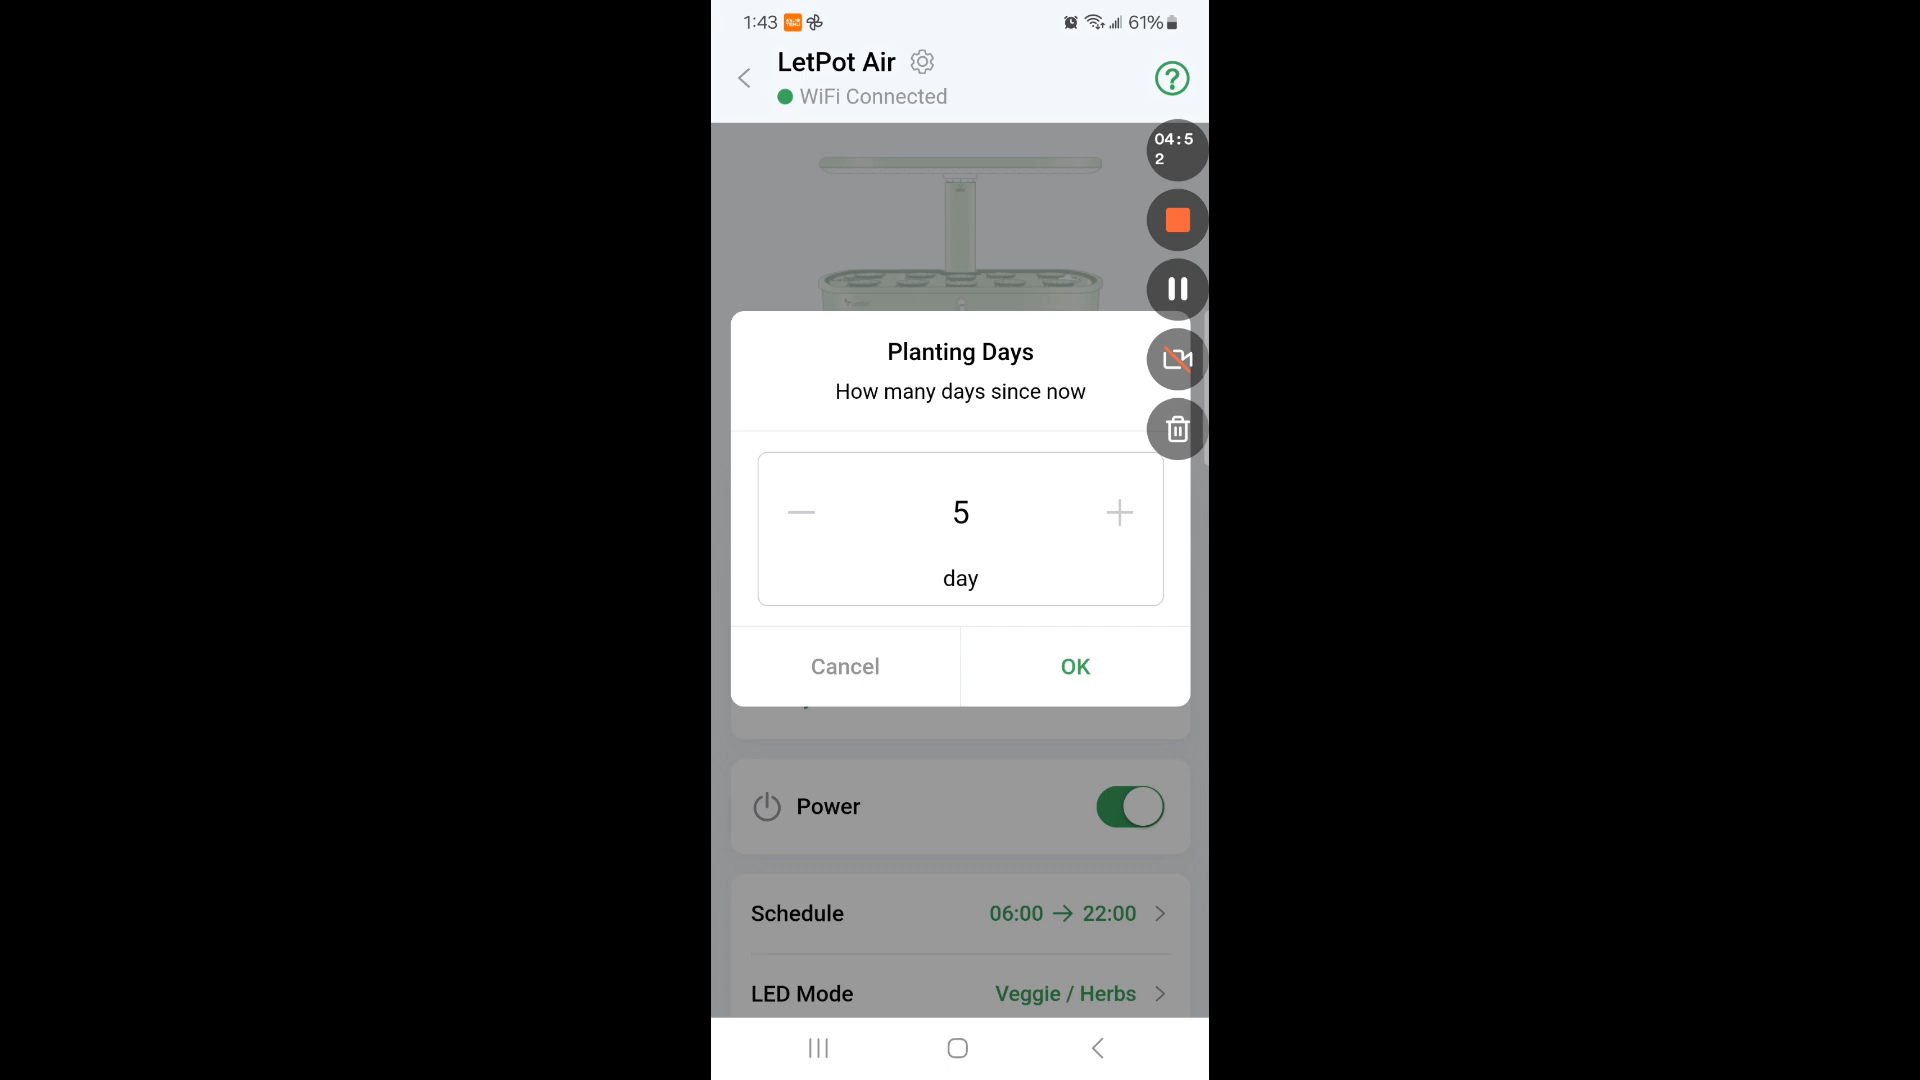 1:43
61%
LetPot Air
WiFi Connected
04:5
2
Planting Days
How many days since now
5
day
Cancel
OK
Power
Schedule
06:00 → 22:00
LED Mode
Veggie / Herbs